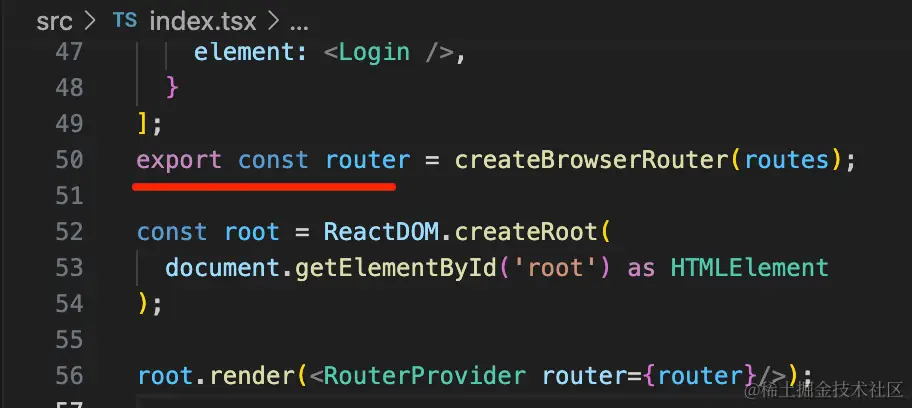 src > TS index.tsx > ...
47 element: <Login />,
48 }
49 ];
50 export const router = createBrowserRouter(routes);
51
52 const root = ReactDOM.createRoot(
53 document.getElementById('root') as HTMLElement
54 );
55
56 root.render(<RouterProvider router={router}/>);
@稀土掘金技术社区
57